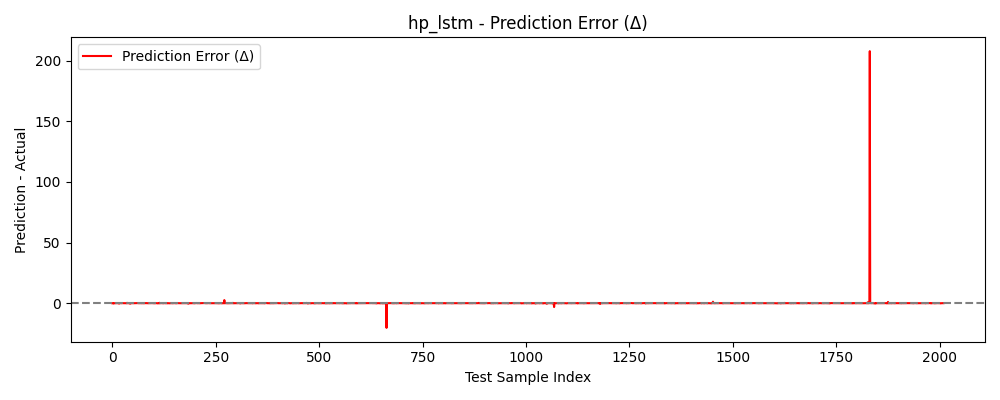 hp_lstm - Prediction Error (Δ)
Prediction Error (Δ)
Prediction - Actual
200
150
100
50
0
0 250 500 750 1000 1250 1500 1750 2000
Test Sample Index